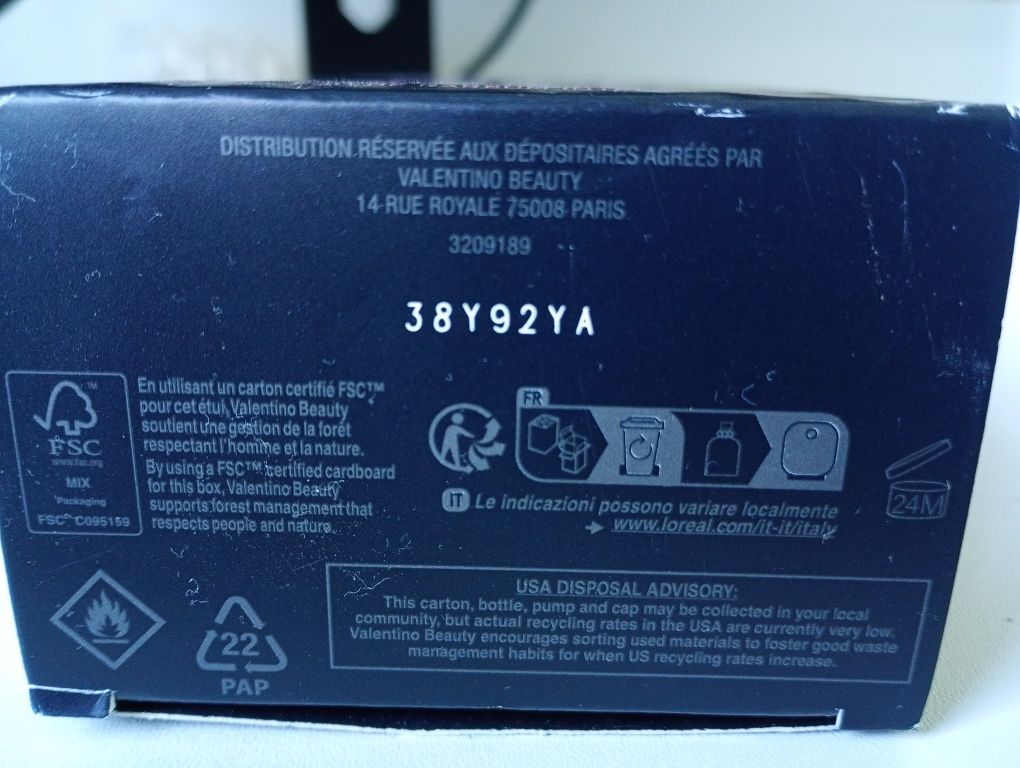 DISTRIBUTION RÉSERVÉE AUX DÉPOSITAIRES AGRÉÉS PAR
VALENTINO BEAUTY
14 RUE ROYALE 75008 PARIS
3209189
38Y92YA
FSC™
www.fsc.org
MIX
Packaging
FSC™ C095159
En utilisant un carton certifié FSC™
pour cet étui, Valentino Beauty
soutient une gestion de la forêt
respectant l'homme et la nature.
By using a FSC™ certified cardboard
for this box, Valentino Beauty
supports forest management that
respects people and nature.
FR
IT Le indicazioni possono variare localmente
www.loreal.com/it-it/italy
24M
22
PAP
USA DISPOSAL ADVISORY:
This carton, bottle, pump and cap may be collected in your local
community, but actual recycling rates in the USA are currently very low.
Valentino Beauty encourages sorting used materials to foster good waste
management habits for when US recycling rates increase.